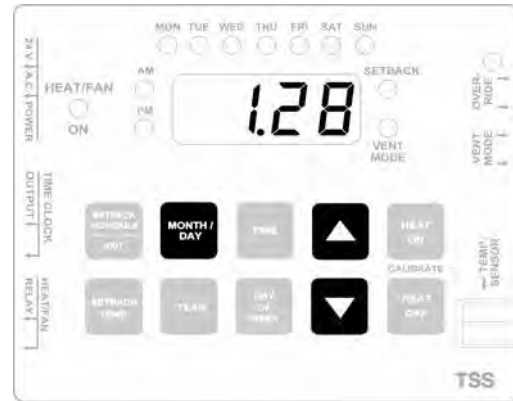 MON TUE WED THU FRI SAT SUN
24 V. A.C. POWER
HEAT/FAN
ON
AM
PM
1.28
SETBACK
VENT
MODE
OVER
RIDE
VENT
MODE
TIME CLOCK
OUTPUT
SETBACK
SCHEDULE
MONTH /
DAY
TIME
HEAT
ON
CALIBRATE
TEMP.
SENSOR
HEAT/FAN
RELAY
SETBACK
TEMP
YEAR
DAY
OF
WEEK
HEAT
OFF
TSS